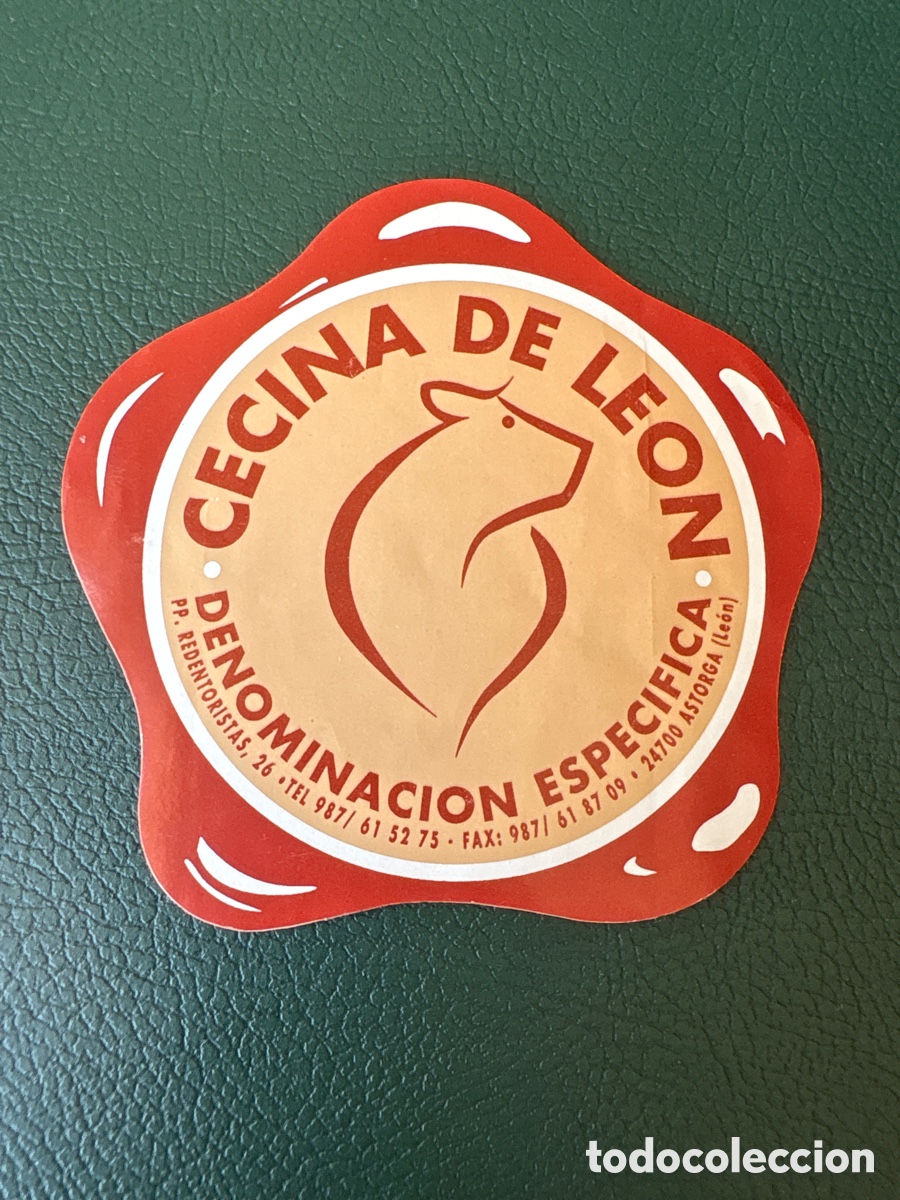 CECINA DE LEON
· DENOMINACION ESPECIFICA ·
PP. REDENTORISTAS, 26 · TEL 987/ 61 52 75 · FAX: 987/ 61 87 09 · 24700 ASTORGA (León)
todocoleccion